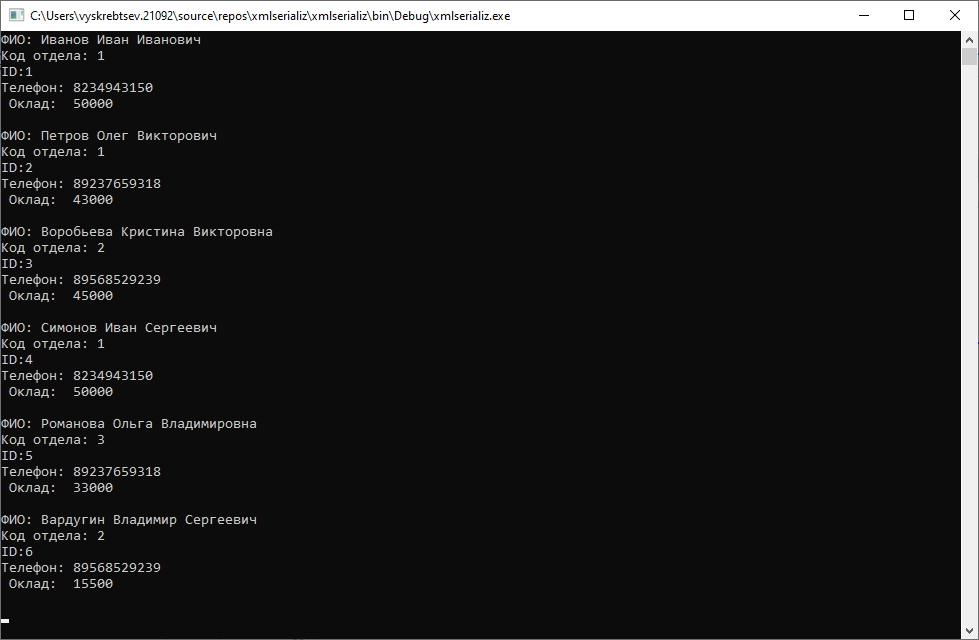 C:\Users\vyskrebtsev.21092\source\repos\xmlserializ\xmlserializ\bin\Debug\xmlserializ.exe
ФИО: Иванов Иван Иванович
Код отдела: 1
ID:1
Телефон: 8234943150
Оклад:  50000
ФИО: Петров Олег Викторович
Код отдела: 1
ID:2
Телефон: 89237659318
Оклад:  43000
ФИО: Воробьева Кристина Викторовна
Код отдела: 2
ID:3
Телефон: 89568529239
Оклад:  45000
ФИО: Симонов Иван Сергеевич
Код отдела: 1
ID:4
Телефон: 8234943150
Оклад:  50000
ФИО: Романова Ольга Владимировна
Код отдела: 3
ID:5
Телефон: 89237659318
Оклад:  33000
ФИО: Вардугин Владимир Сергеевич
Код отдела: 2
ID:6
Телефон: 89568529239
Оклад:  15500